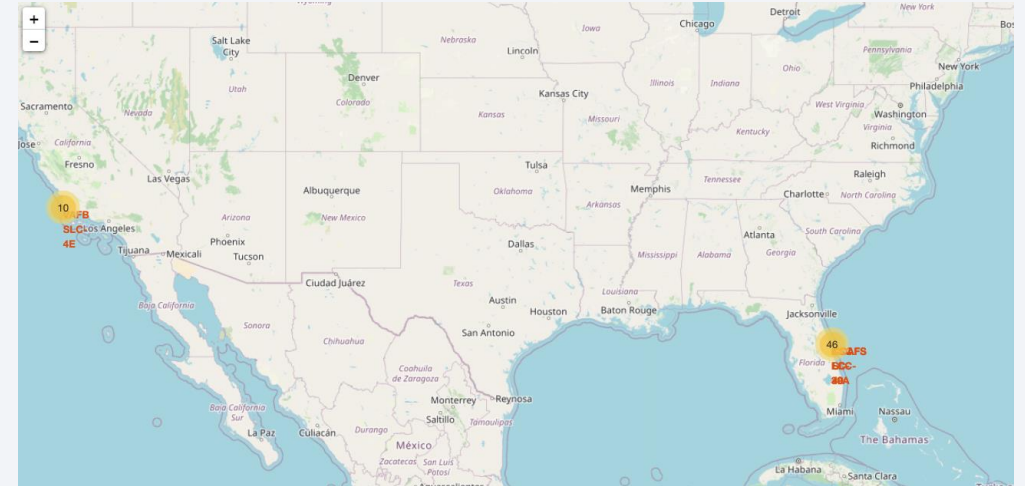 Wyoming
New York
+
−
Iowa
Chicago
Detroit
Salt Lake
City
Nebraska
Lincoln
Pennsylvania
New York
Denver
Utah
Ohio
Illinois
Indiana
Philadelphia
Sacramento
Nevada
Colorado
Kansas City
Kansas
Missouri
West Virginia
Washington
Virginia
Kentucky
Richmond
Jose
California
Fresno
Las Vegas
Tulsa
Tennessee
Raleigh
Albuquerque
Oklahoma
Memphis
Charlotte
North Carolina
10
AFB
SLC-
4E
Los Angeles
Arizona
New Mexico
Arkansas
Phoenix
Tijuana
Mexicali
Tucson
Dallas
Atlanta
South Carolina
Mississippi
Alabama
Georgia
Ciudad Juárez
Texas
Louisiana
Baja California
Austin
Houston
Baton Rouge
Jacksonville
Sonora
San Antonio
Chihuahua
46
AFS
Florida
Coahuila
de Zaragoza
Monterrey
Reynosa
Baja California
Sur
Saltillo
Tamaulipas
Miami
Nassau
La Paz
Culiacán
Durango
México
The Bahamas
Zacatecas
San Luis
Potosí
La Habana
Santa Clara
Aguascalientes